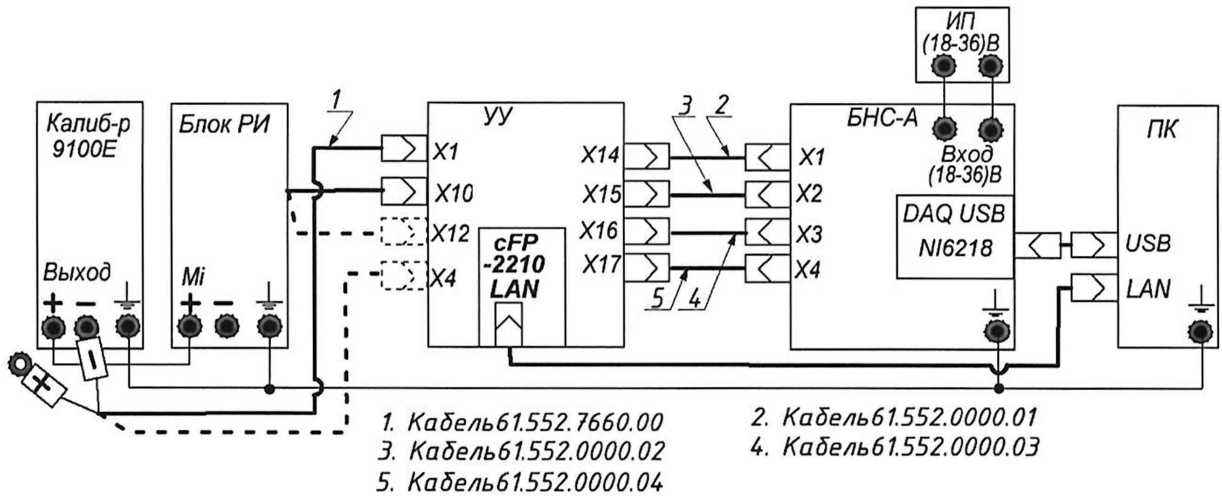 ИП
(18-36)В
Калиб-р
9100Е
Блок РИ
1
УУ
3
2
БНС-А
ПК
Вход
(18-36)В
X1
X10
X12
X4
X14
X15
X16
X17
X1
X2
X3
X4
cFP
-2210
LAN
DAQ USB
NI6218
USB
LAN
Выход
+ −
Mi
+ −
5
4
−
+
1. Кабель61.552.7660.00
2. Кабель61.552.0000.01
3. Кабель61.552.0000.02
4. Кабель61.552.0000.03
5. Кабель61.552.0000.04